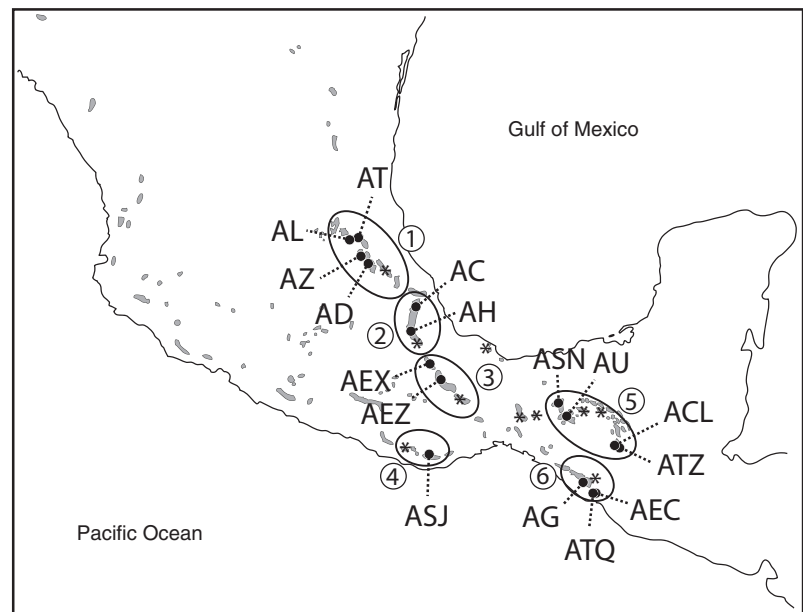 Gulf of Mexico
AT
AL
①
AZ
AC
AD
AH
②
ASN
AU
AEX
③
⑤
AEZ
ACL
ATZ
④
⑥
ASJ
AG
AEC
ATQ
Pacific Ocean